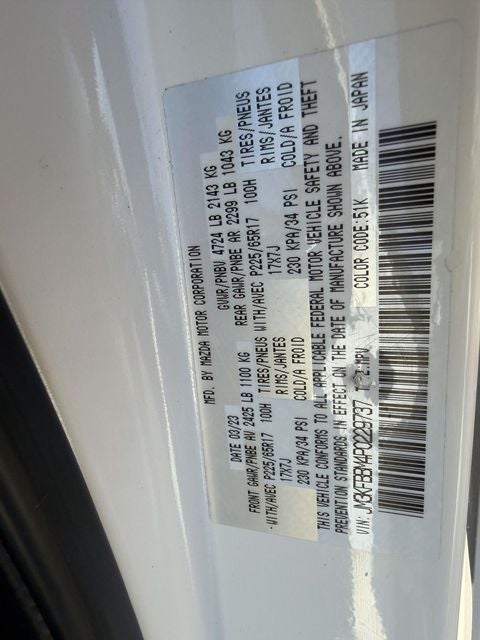 MFD. BY MAZDA MOTOR CORPORATION
DATE 03/23 GVWR/PNBV 4724 LB 2143 KG
FRONT GAWR/PNBE AV 2425 LB 1100 KG REAR GAWR/PNBE AR 2299 LB 1043 KG
-WITH/AVEC P225/65R17 100H TIRES/PNEUS WITH/AVEC P225/65R17 100H TIRES/PNEUS
17X7J RIMS/JANTES 17X7J RIMS/JANTES
230 KPA/34 PSI COLD/A FROID 230 KPA/34 PSI COLD/A FROID
THIS VEHICLE CONFORMS TO ALL APPLICABLE FEDERAL MOTOR VEHICLE SAFETY AND THEFT
PREVENTION STANDARDS IN EFFECT ON THE DATE OF MANUFACTURE SHOWN ABOVE.
VIN: JM3KFBBM4P0229737 MPV COLOR CODE:51K MADE IN JAPAN